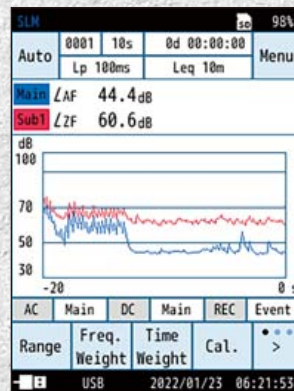 SLM SD 98%
Auto 0001 10s 0d 00:00:00 Menu
Lp 100ms Leq 10m
Main LAF 44.4dB
Sub1 LZF 60.6dB
dB
100
70
50
30
-20 0 s
AC Main DC Main REC Event
Range Freq. Weight Time Weight Cal. >
USB 2022/01/23 06:21:53